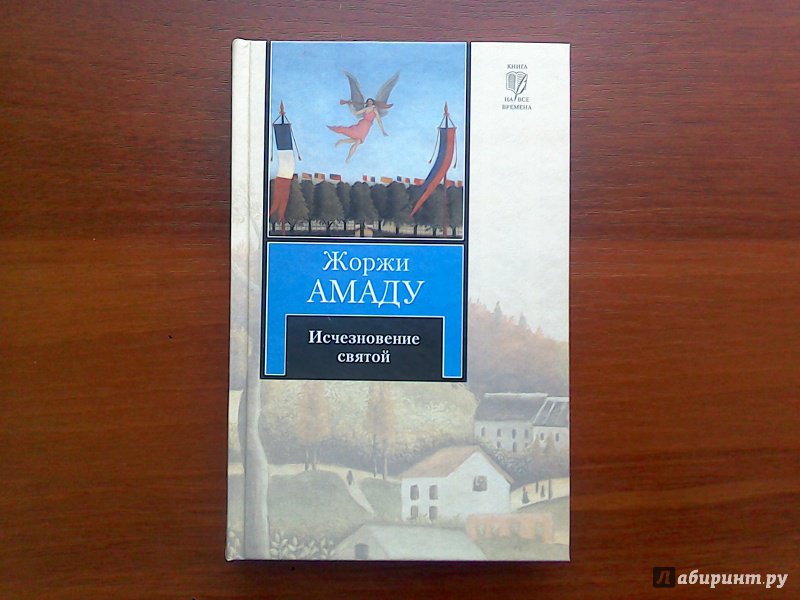 КНИГА
НА ВСЕ
ВРЕМЕНА
Жоржи
АМАДУ
Исчезновение
святой
Лабиринт.ру